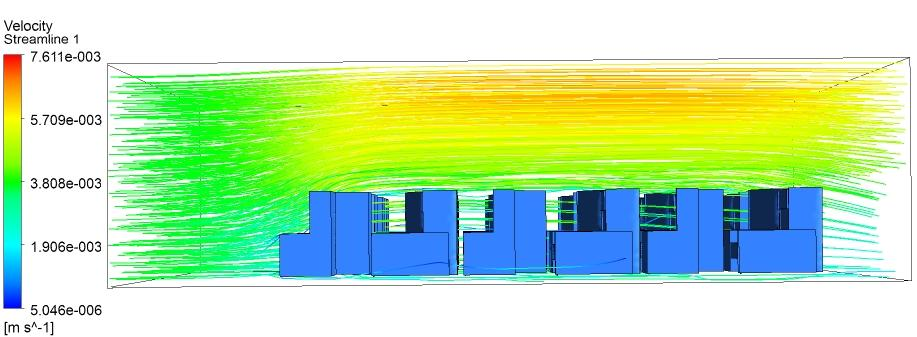 Velocity
Streamline 1
7.611e-003
5.709e-003
3.808e-003
1.906e-003
5.046e-006
[m s^-1]